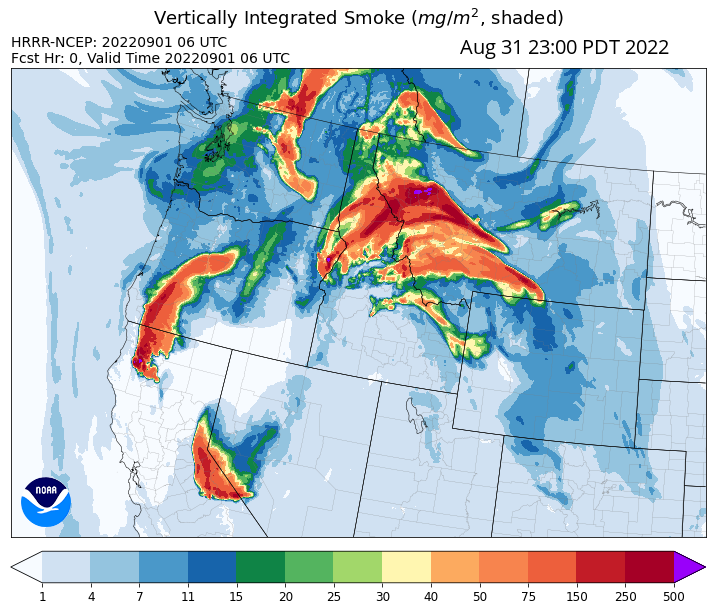 Vertically Integrated Smoke (mg/m², shaded)
HRRR-NCEP: 20220901 06 UTC
Fcst Hr: 0, Valid Time 20220901 06 UTC
Aug 31 23:00 PDT 2022
NOAA
1 4 7 11 15 20 25 30 40 50 75 150 250 500